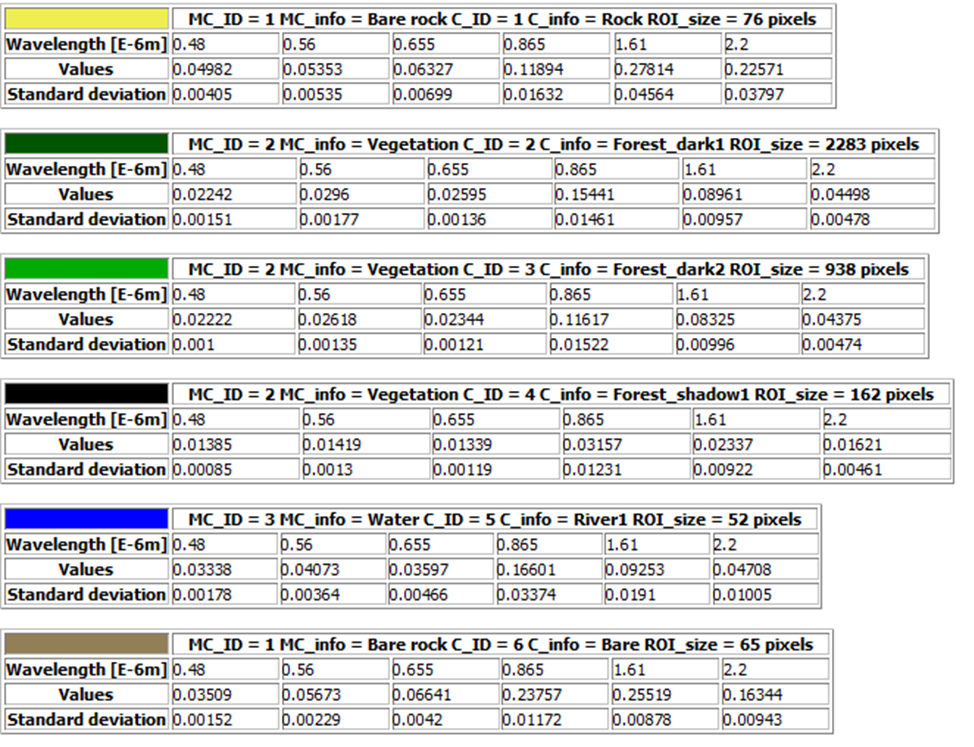 MC_ID = 1 MC_info = Bare rock C_ID = 1 C_info = Rock ROI_size = 76 pixels
Wavelength [E-6m] 0.48 0.56 0.655 0.865 1.61 2.2
Values 0.04982 0.05353 0.06327 0.11894 0.27814 0.22571
Standard deviation 0.00405 0.00535 0.00699 0.01632 0.04564 0.03797
MC_ID = 2 MC_info = Vegetation C_ID = 2 C_info = Forest_dark1 ROI_size = 2283 pixels
Wavelength [E-6m] 0.48 0.56 0.655 0.865 1.61 2.2
Values 0.02242 0.0296 0.02595 0.15441 0.08961 0.04498
Standard deviation 0.00151 0.00177 0.00136 0.01461 0.00957 0.00478
MC_ID = 2 MC_info = Vegetation C_ID = 3 C_info = Forest_dark2 ROI_size = 938 pixels
Wavelength [E-6m] 0.48 0.56 0.655 0.865 1.61 2.2
Values 0.02222 0.02618 0.02344 0.11617 0.08325 0.04375
Standard deviation 0.001 0.00135 0.00121 0.01522 0.00996 0.00474
MC_ID = 2 MC_info = Vegetation C_ID = 4 C_info = Forest_shadow1 ROI_size = 162 pixels
Wavelength [E-6m] 0.48 0.56 0.655 0.865 1.61 2.2
Values 0.01385 0.01419 0.01339 0.03157 0.02337 0.01621
Standard deviation 0.00085 0.0013 0.00119 0.01231 0.00922 0.00461
MC_ID = 3 MC_info = Water C_ID = 5 C_info = River1 ROI_size = 52 pixels
Wavelength [E-6m] 0.48 0.56 0.655 0.865 1.61 2.2
Values 0.03338 0.04073 0.03597 0.16601 0.09253 0.04708
Standard deviation 0.00178 0.00364 0.00466 0.03374 0.0191 0.01005
MC_ID = 1 MC_info = Bare rock C_ID = 6 C_info = Bare ROI_size = 65 pixels
Wavelength [E-6m] 0.48 0.56 0.655 0.865 1.61 2.2
Values 0.03509 0.05673 0.06641 0.23757 0.25519 0.16344
Standard deviation 0.00152 0.00229 0.0042 0.01172 0.00878 0.00943